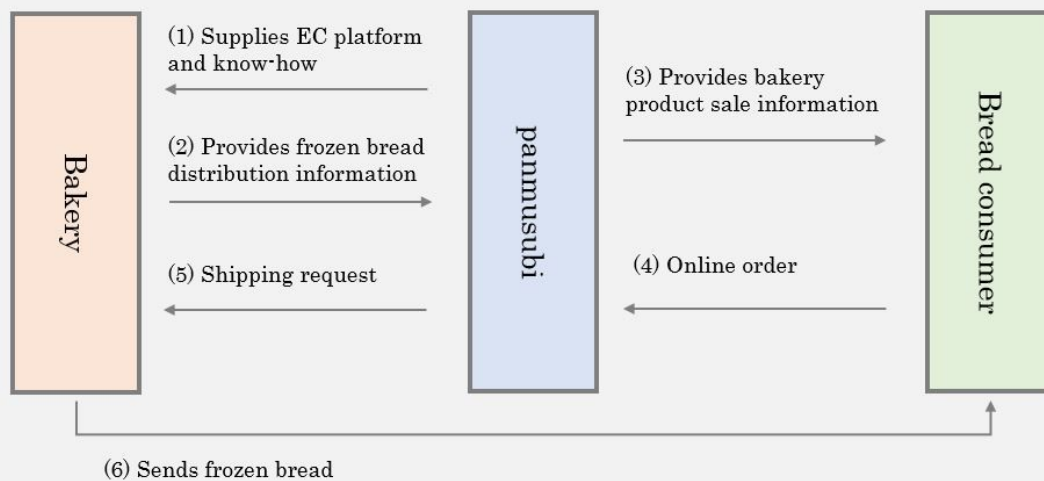 Bakery
(1) Supplies EC platform
and know-how
(2) Provides frozen bread
distribution information
(5) Shipping request
panmusubi
(3) Provides bakery
product sale information
(4) Online order
Bread consumer
(6) Sends frozen bread